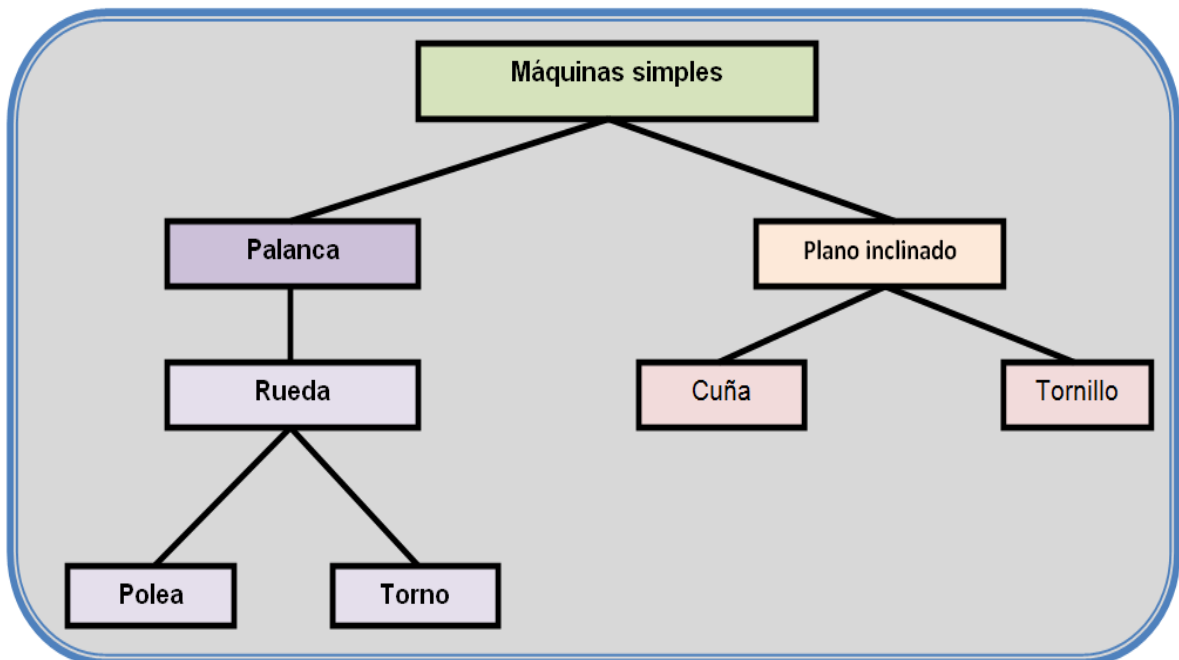 Máquinas simples
Palanca
Plano inclinado
Rueda
Cuña
Tornillo
Polea
Torno